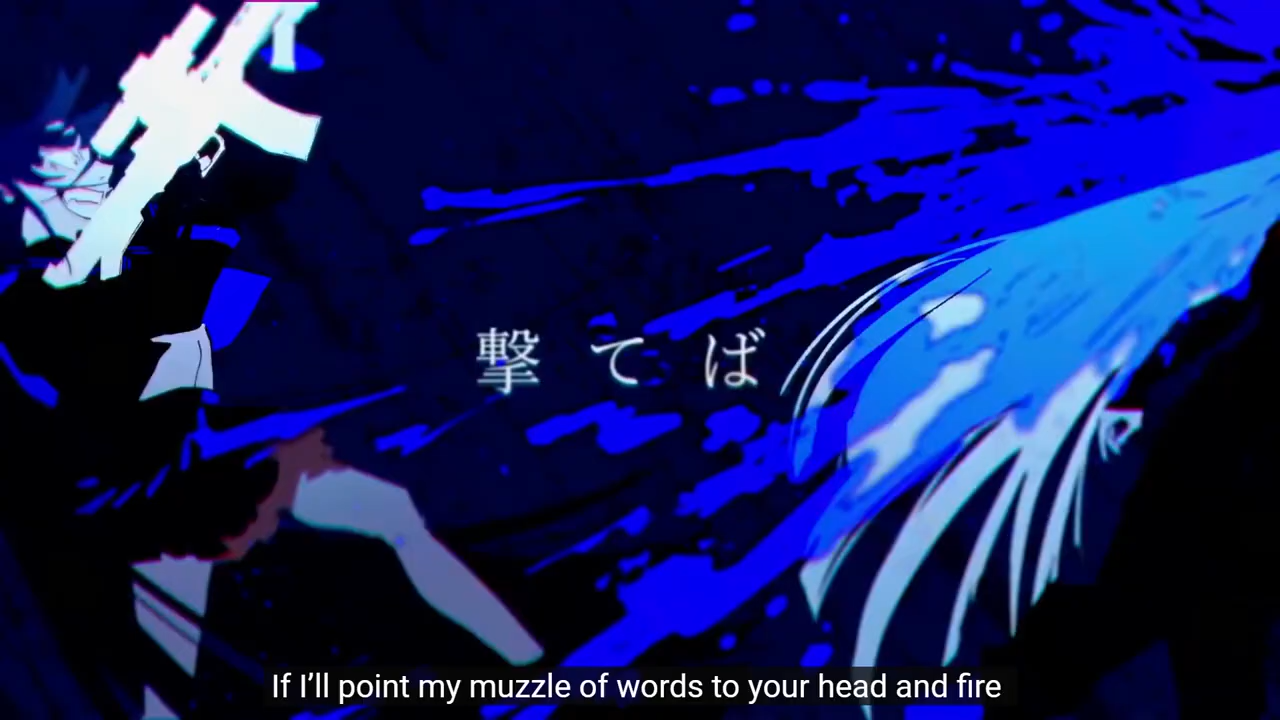 撃てば
If I’ll point my muzzle of words to your head and fire